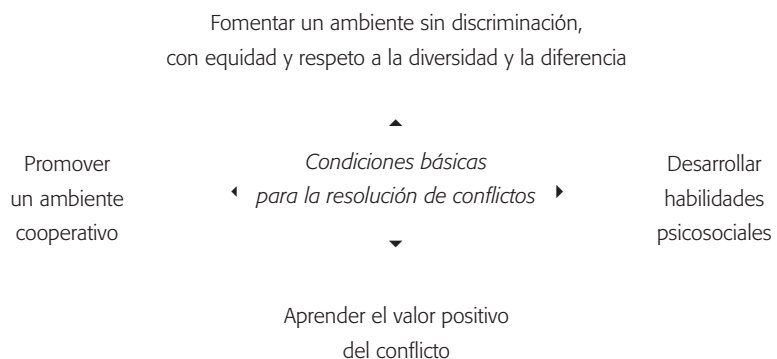 Fomentar un ambiente sin discriminación,
con equidad y respeto a la diversidad y la diferencia
Promover
un ambiente
cooperativo
Condiciones básicas
para la resolución de conflictos
Desarrollar
habilidades
psicosociales
Aprender el valor positivo
del conflicto